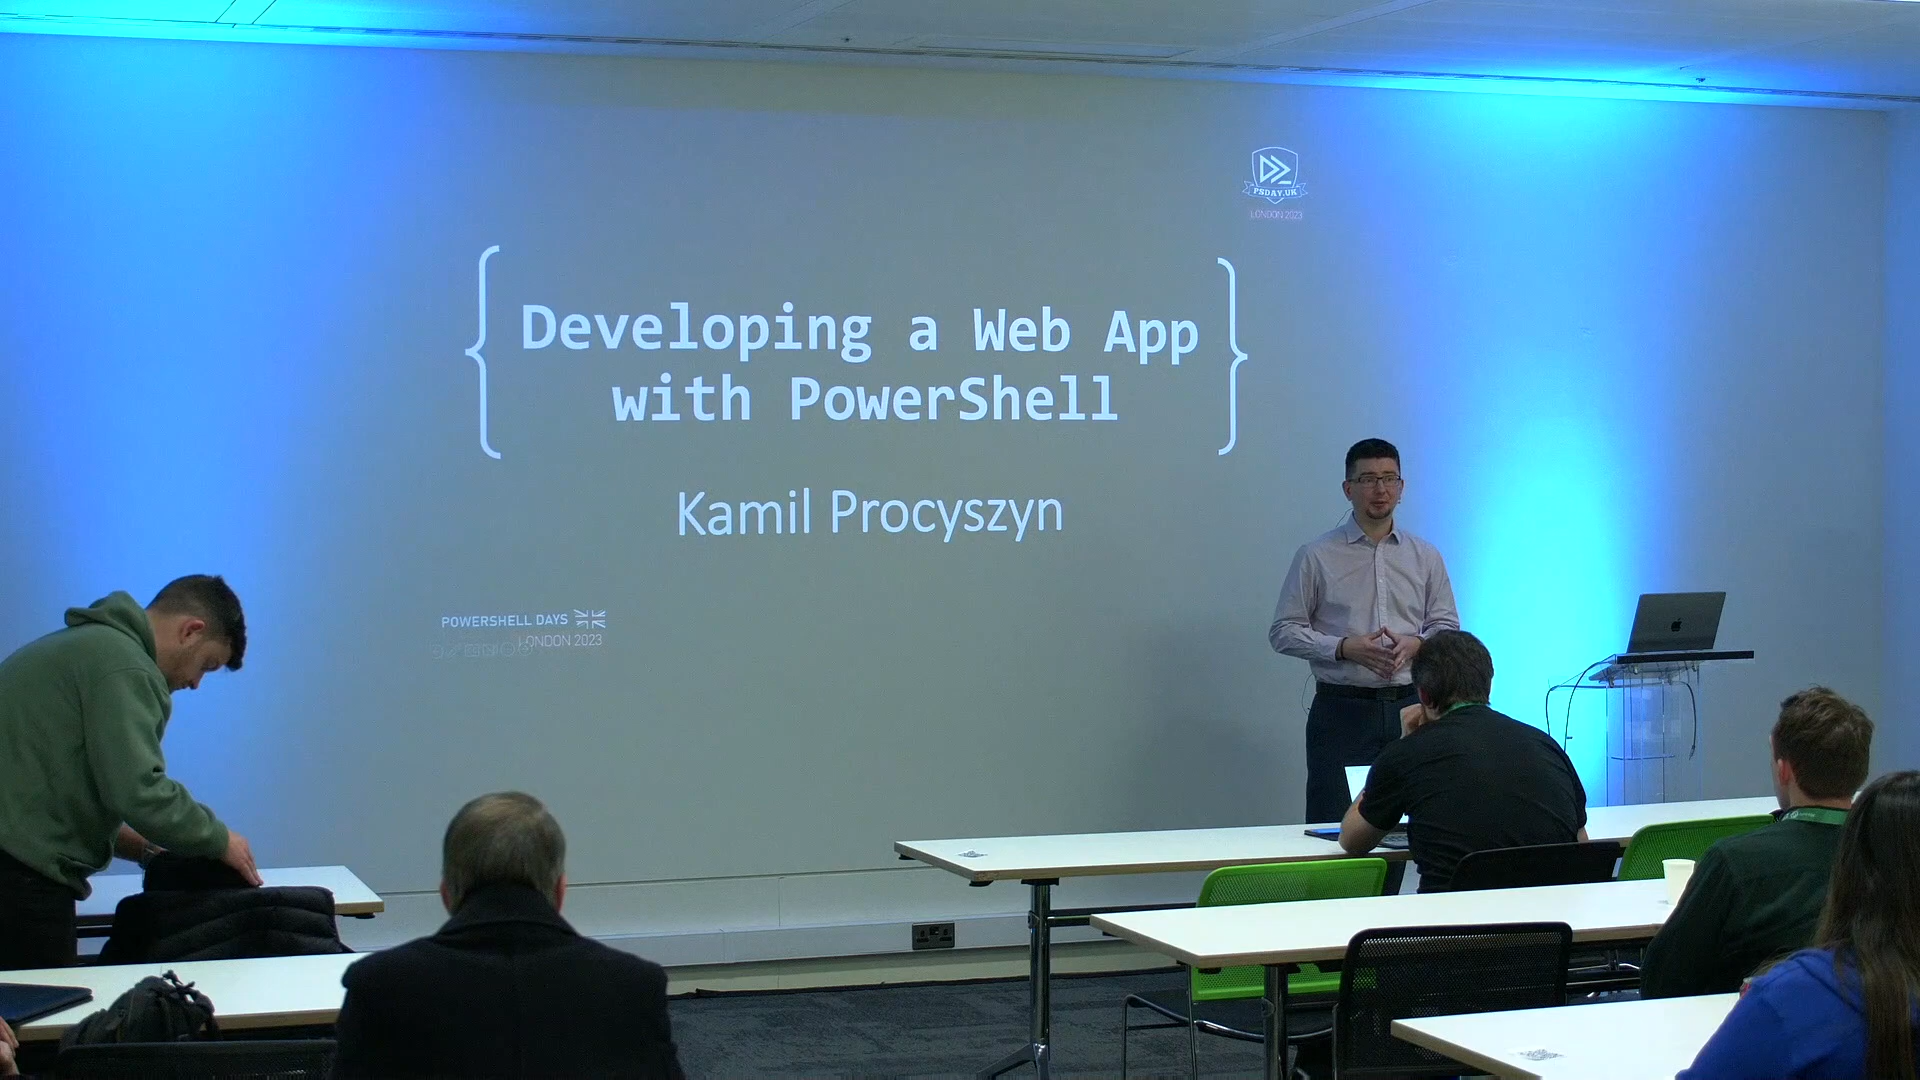 PSDAY.UK
LONDON 2023
{ Developing a Web App
with PowerShell }
Kamil Procyszyn
POWERSHELL DAYS
LONDON 2023